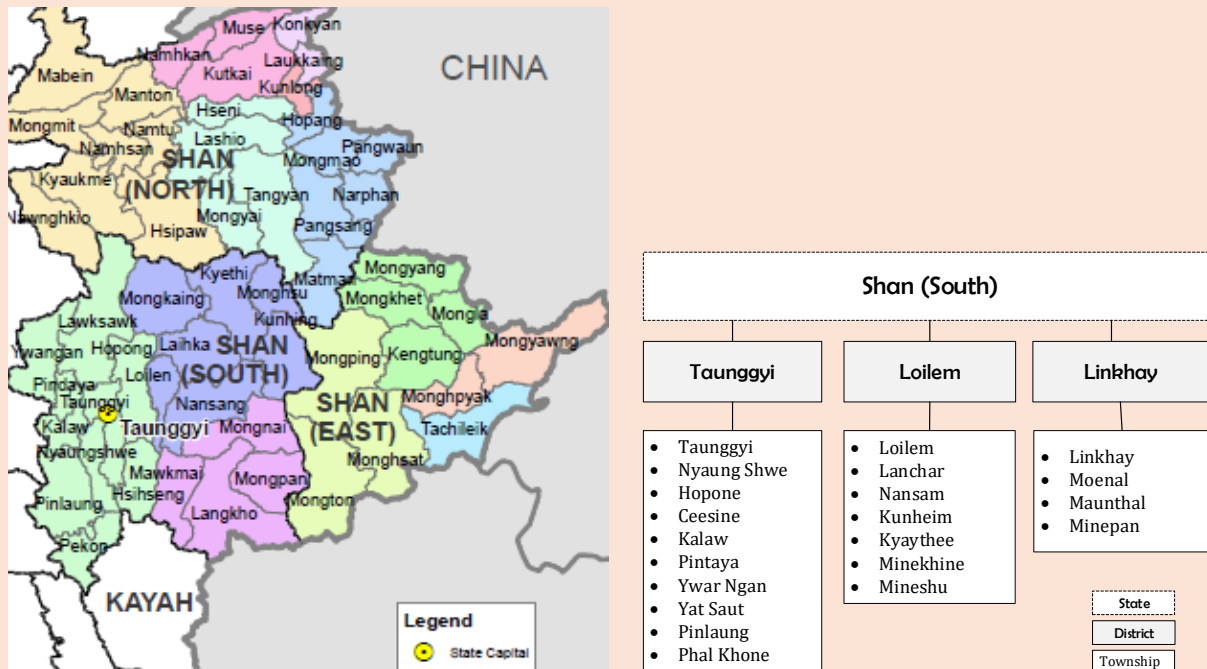 Muse
Konkyan
Namhkan
Laukkaing
Kutkai
Kunlong
CHINA
Mabein
Manton
Hseni
Hopang
Mongmit
Namtu
Lashio
Namhsan
SHAN
(NORTH)
Mongmao
Pangwaun
Kyaukme
Tangyan
Narphan
Nawnghkio
Mongyai
Pangsang
Hsipaw
Kyethi
Matman
Mongyang
Mongkaing
Monghsu
Mongkhet
Mongla
Lawksawk
Kunhing
Mongyawng
Ywangan
Hopong
Laihka
SHAN
(SOUTH)
Mongping
Kengtung
Pindaya
Loilen
Taunggyi
Nansang
SHAN
(EAST)
Monghpyak
Kalaw
Taunggyi
Mongnai
Tachileik
Nyaungshwe
Mawkmai
Monghsat
Hsihseng
Mongpan
Pinlaung
Langkho
Mongton
Pekon
KAYAH
Legend
State Capital
Shan (South)
Taunggyi
• Taunggyi
• Nyaung Shwe
• Hopone
• Ceesine
• Kalaw
• Pintaya
• Ywar Ngan
• Yat Saut
• Pinlaung
• Phal Khone
Loilem
• Loilem
• Lanchar
• Nansam
• Kunheim
• Kyaythee
• Minekhine
• Mineshu
Linkhay
• Linkhay
• Moenal
• Maunthal
• Minepan
State
District
Township